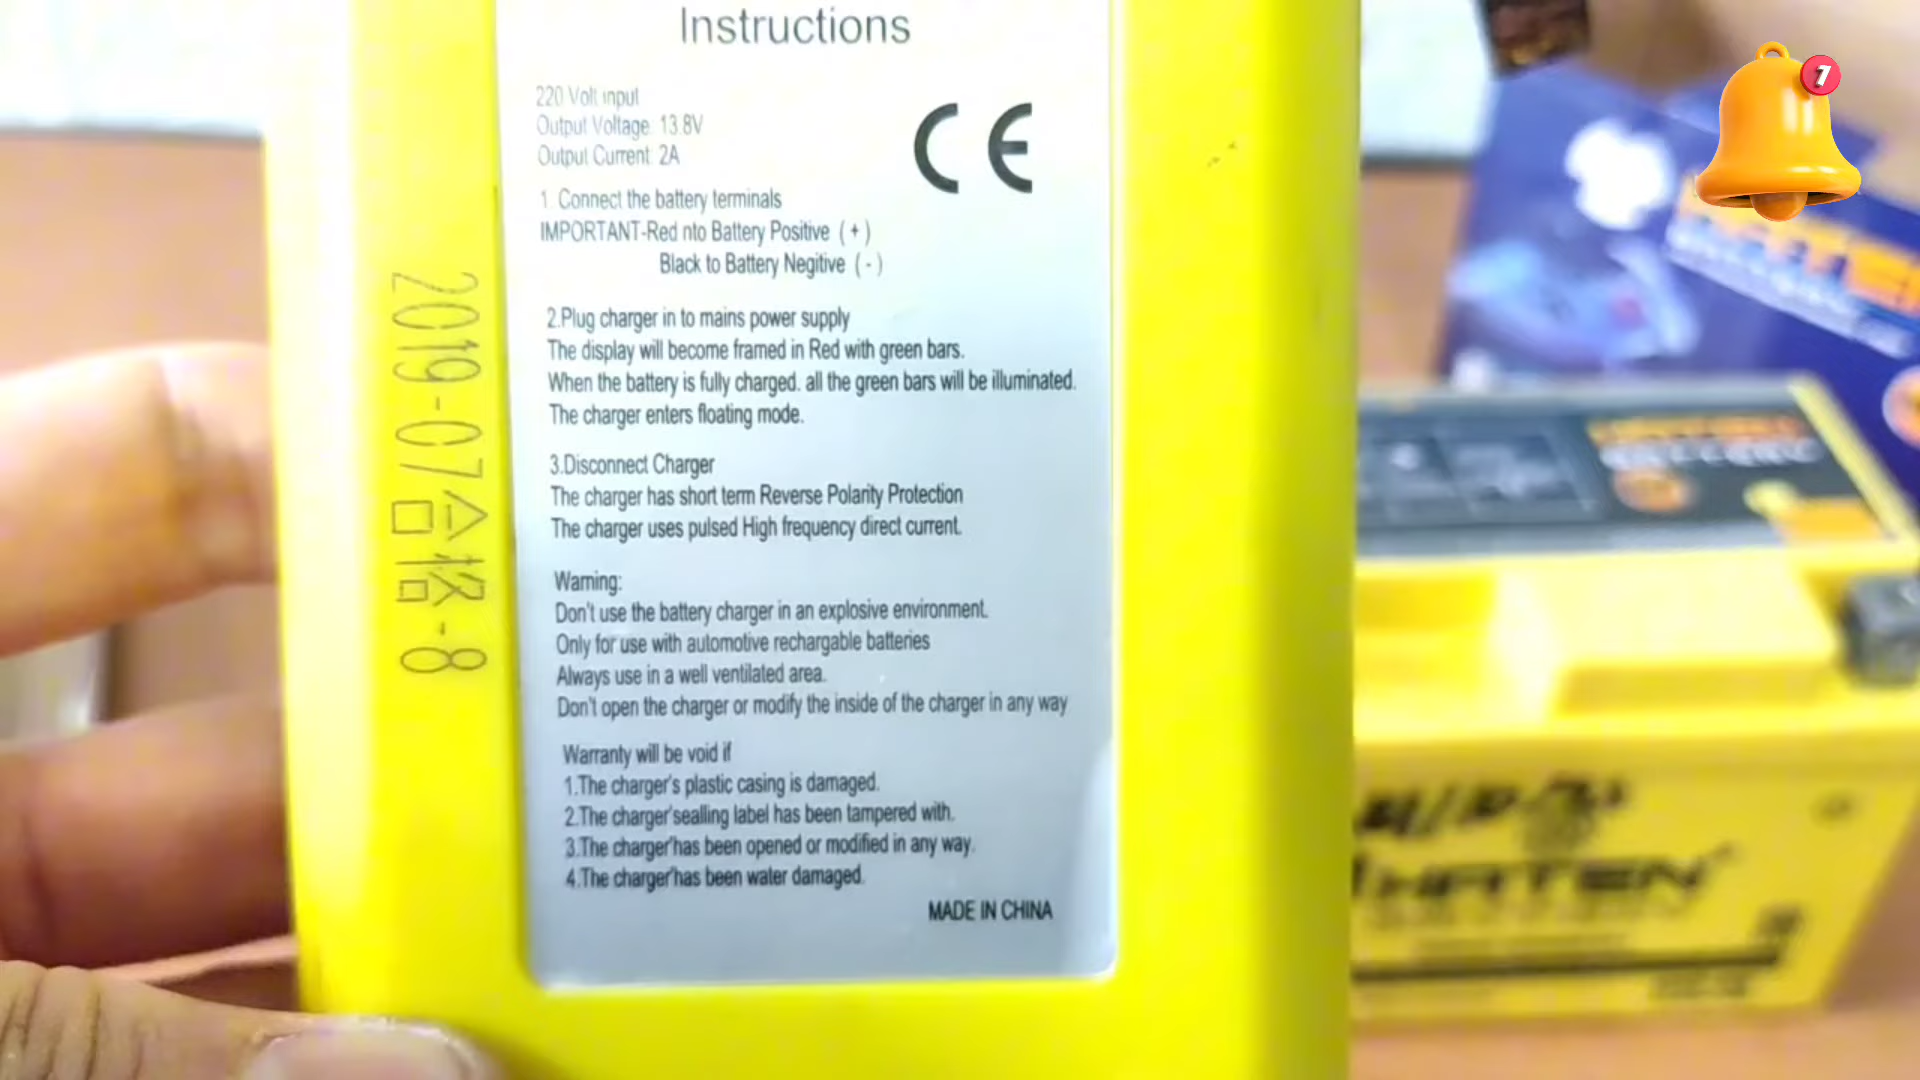 Instructions
220 Volt input
Output Voltage: 13.8V
Output Current: 2A
CE
1. Connect the battery terminals
IMPORTANT-Red nto Battery Positive ( + )
Black to Battery Negitive ( - )
2.Plug charger in to mains power supply
The display will become framed in Red with green bars.
When the battery is fully charged. all the green bars will be illuminated.
The charger enters floating mode.
3.Disconnect Charger
The charger has short term Reverse Polarity Protection
The charger uses pulsed High frequency direct current.
Warning:
Don't use the battery charger in an explosive environment.
Only for use with automotive rechargable batteries
Always use in a well ventilated area.
Don't open the charger or modify the inside of the charger in any way
Warranty will be void if
1.The charger's plastic casing is damaged.
2.The charger'sealling label has been tampered with.
3.The charger'has been opened or modified in any way.
4.The charger'has been water damaged.
MADE IN CHINA
2019-07合格-8
1